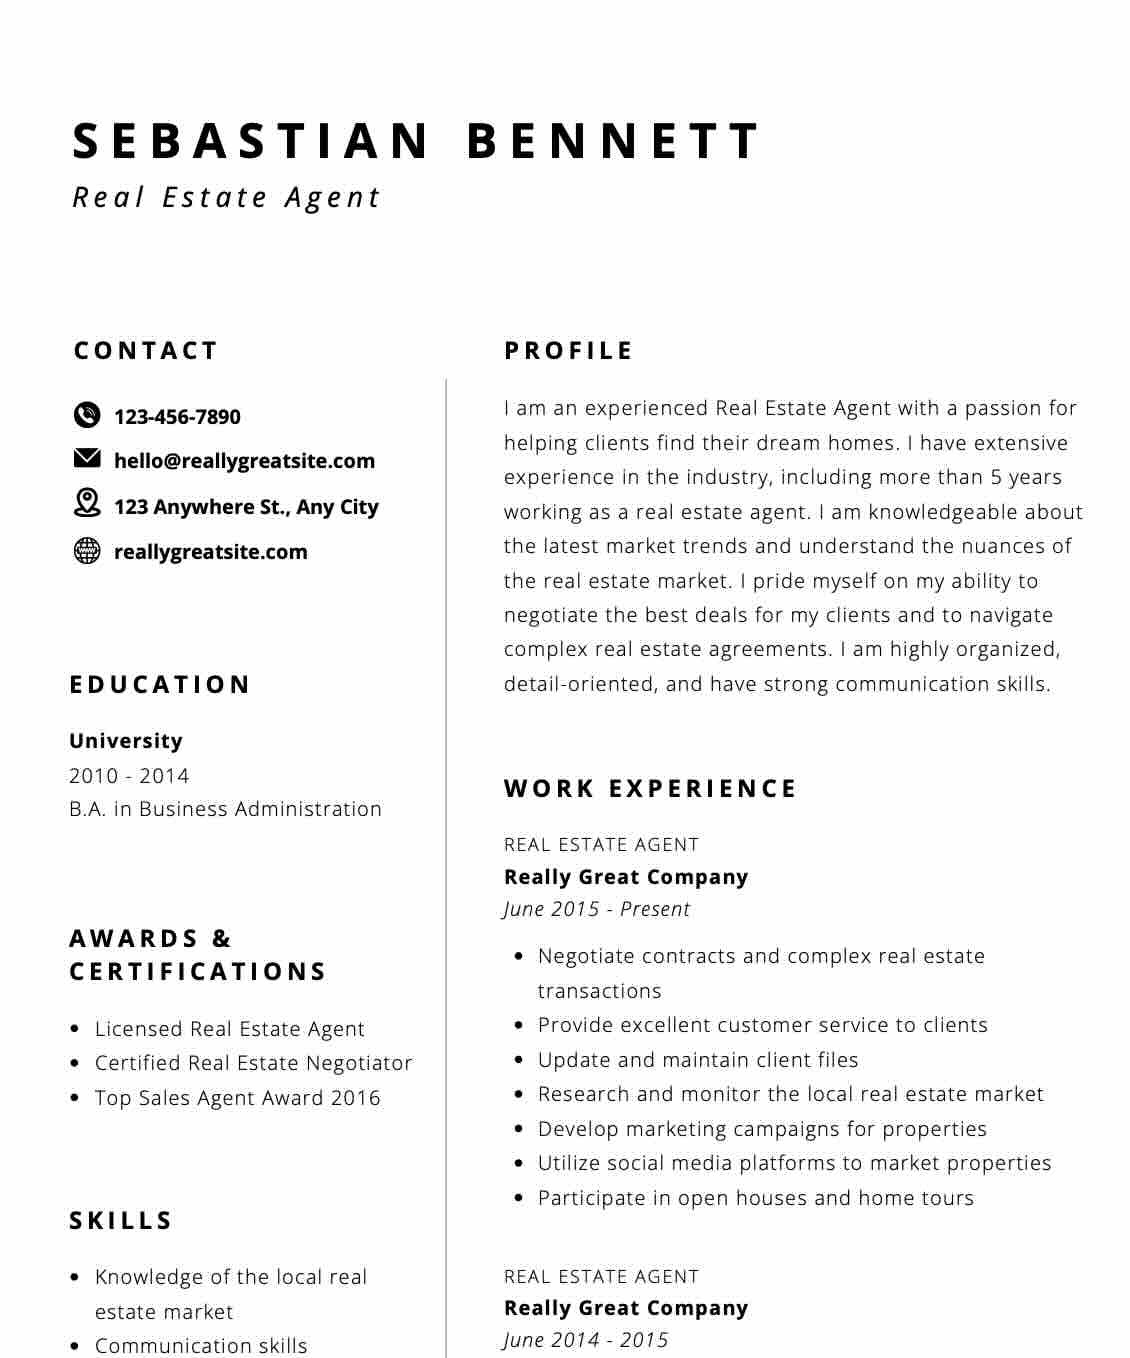 SEBASTIAN BENNETT
Real Estate Agent
CONTACT
123-456-7890
hello@reallygreatsite.com
123 Anywhere St., Any City
reallygreatsite.com
EDUCATION
University
2010 - 2014
B.A. in Business Administration
AWARDS &
CERTIFICATIONS
• Licensed Real Estate Agent
• Certified Real Estate Negotiator
• Top Sales Agent Award 2016
SKILLS
• Knowledge of the local real
estate market
• Communication skills
PROFILE
I am an experienced Real Estate Agent with a passion for
helping clients find their dream homes. I have extensive
experience in the industry, including more than 5 years
working as a real estate agent. I am knowledgeable about
the latest market trends and understand the nuances of
the real estate market. I pride myself on my ability to
negotiate the best deals for my clients and to navigate
complex real estate agreements. I am highly organized,
detail-oriented, and have strong communication skills.
WORK EXPERIENCE
REAL ESTATE AGENT
Really Great Company
June 2015 - Present
• Negotiate contracts and complex real estate
transactions
• Provide excellent customer service to clients
• Update and maintain client files
• Research and monitor the local real estate market
• Develop marketing campaigns for properties
• Utilize social media platforms to market properties
• Participate in open houses and home tours
REAL ESTATE AGENT
Really Great Company
June 2014 - 2015